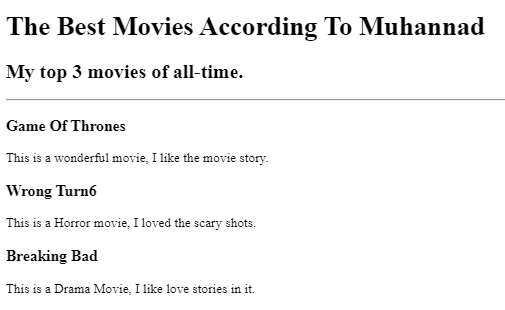 The Best Movies According To Muhannad
My top 3 movies of all-time.
Game Of Thrones
This is a wonderful movie, I like the movie story.
Wrong Turn6
This is a Horror movie, I loved the scary shots.
Breaking Bad
This is a Drama Movie, I like love stories in it.